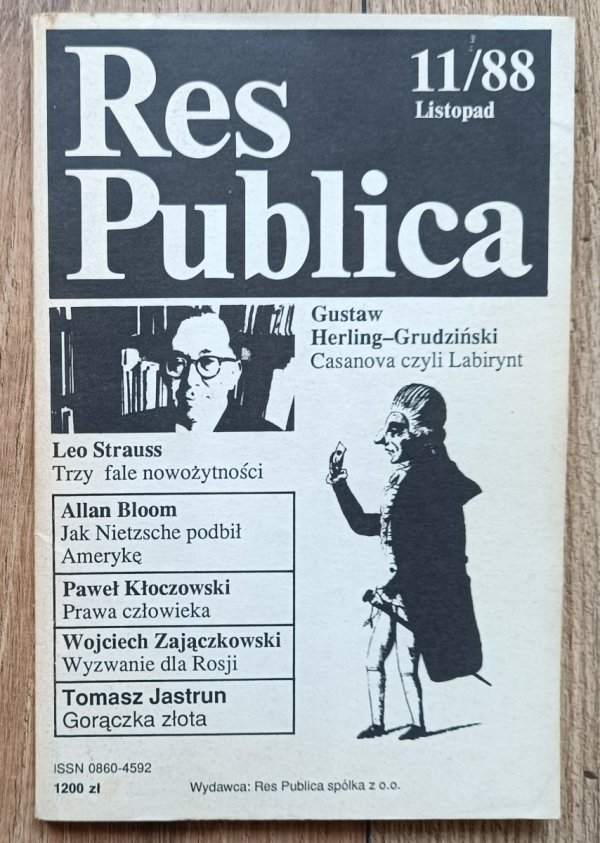 Res
Publica
11/88
Listopad
Gustaw
Herling–Grudziński
Casanova czyli Labirynt
Leo Strauss
Trzy fale nowożytności
Allan Bloom
Jak Nietzsche podbił
Amerykę
Paweł Kłoczowski
Prawa człowieka
Wojciech Zajączkowski
Wyzwanie dla Rosji
Tomasz Jastrun
Gorączka złota
ISSN 0860-4592
1200 zł
Wydawca: Res Publica spółka z o.o.